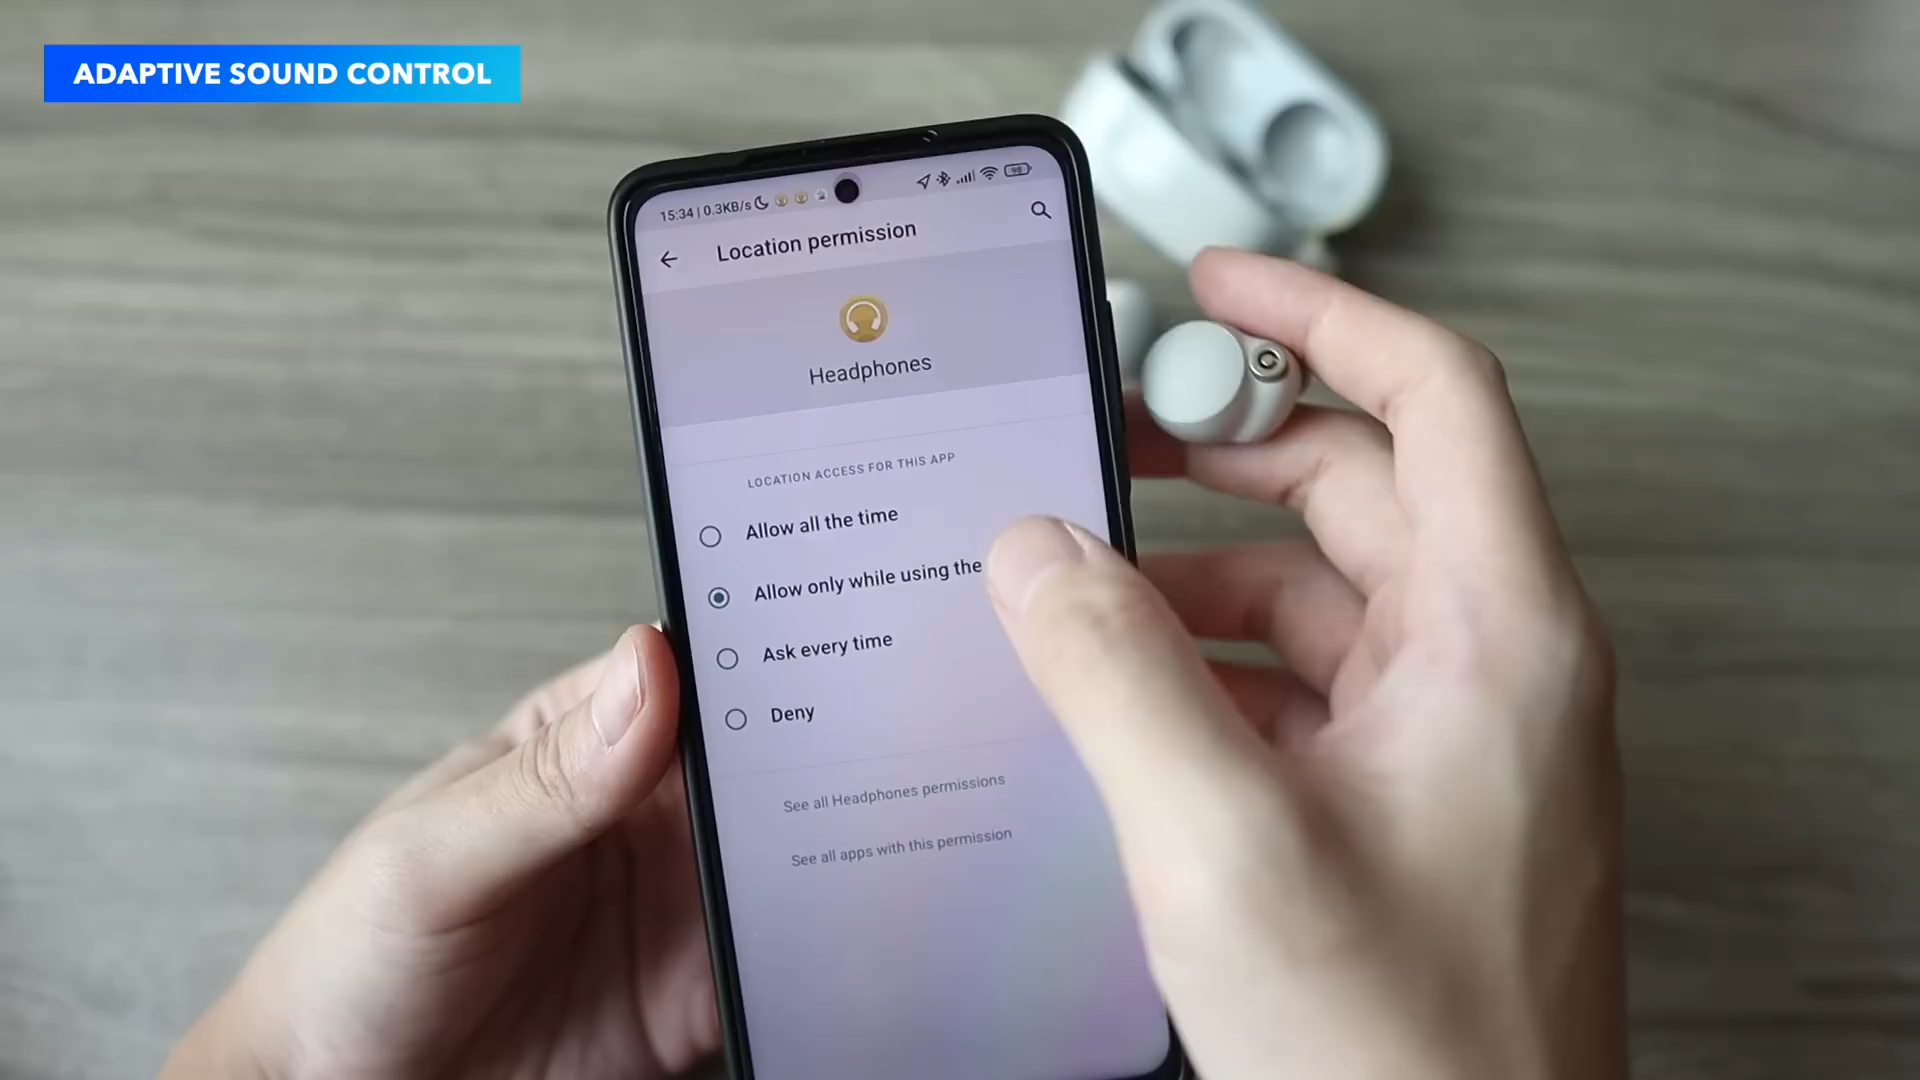 ADAPTIVE SOUND CONTROL
15:34 | 0.3KB/s
98
Location permission
Headphones
LOCATION ACCESS FOR THIS APP
Allow all the time
Allow only while using the
Ask every time
Deny
See all Headphones permissions
See all apps with this permission